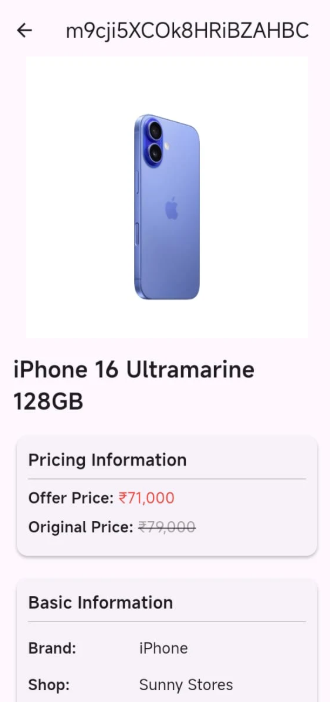 m9cji5XCOk8HRiBZAHBC
iPhone 16 Ultramarine
128GB
Pricing Information
Offer Price: ₹71,000
Original Price: ₹79,000
Basic Information
Brand: iPhone
Shop: Sunny Stores